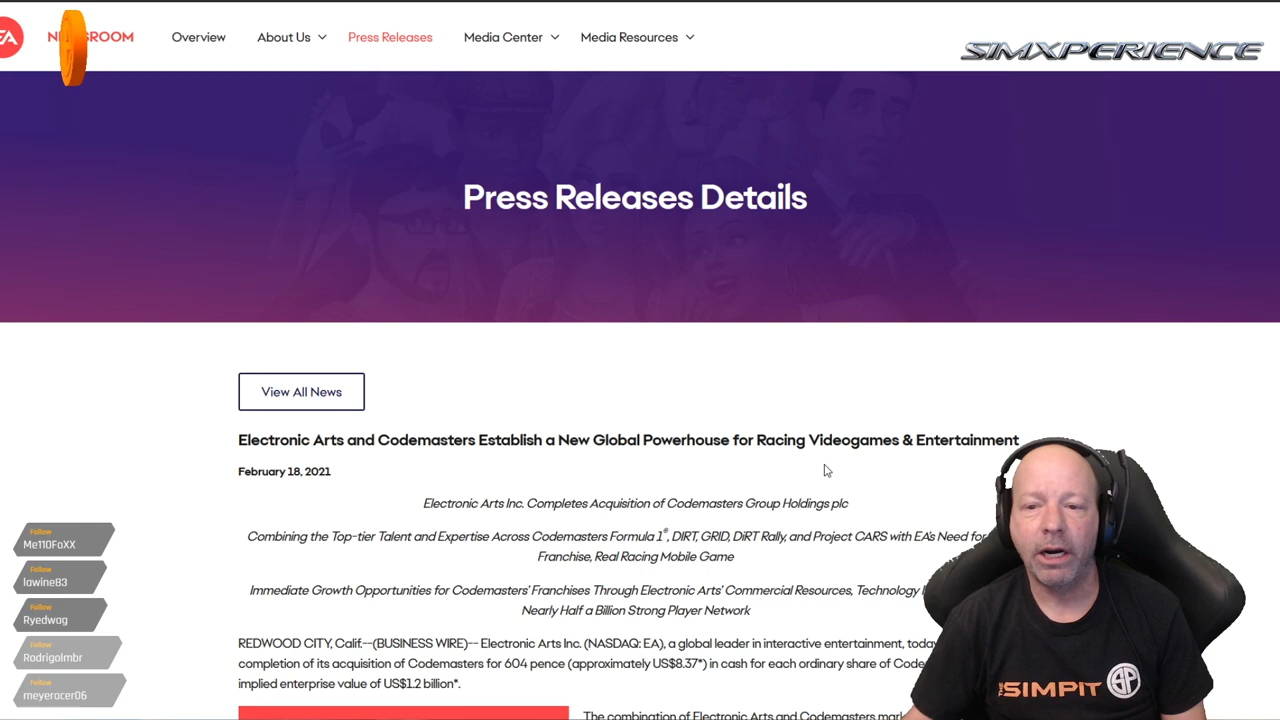 EA
NEWSROOM
Overview
About Us
Press Releases
Media Center
Media Resources
SIMXPERIENCE
Press Releases Details
View All News
Electronic Arts and Codemasters Establish a New Global Powerhouse for Racing Videogames & Entertainment
February 18, 2021
Electronic Arts Inc. Completes Acquisition of Codemasters Group Holdings plc
Combining the Top-tier Talent and Expertise Across Codemasters Formula 1®, DIRT, GRID, DiRT Rally, and Project CARS with EA's Need for
Franchise, Real Racing Mobile Game
Immediate Growth Opportunities for Codemasters' Franchises Through Electronic Arts' Commercial Resources, Technology
Nearly Half a Billion Strong Player Network
REDWOOD CITY, Calif.--(BUSINESS WIRE)-- Electronic Arts Inc. (NASDAQ: EA), a global leader in interactive entertainment,
completion of its acquisition of Codemasters for 604 pence (approximately US$8.37*) in cash for each ordinary share of
implied enterprise value of US$1.2 billion*.
The combination of Electronic Arts and Codemasters
Follow
Me110FoXX
Follow
lawine83
Follow
Ryedwag
Follow
Rodrigolmbr
Follow
meyeracer06
THE SIMPIT
SP